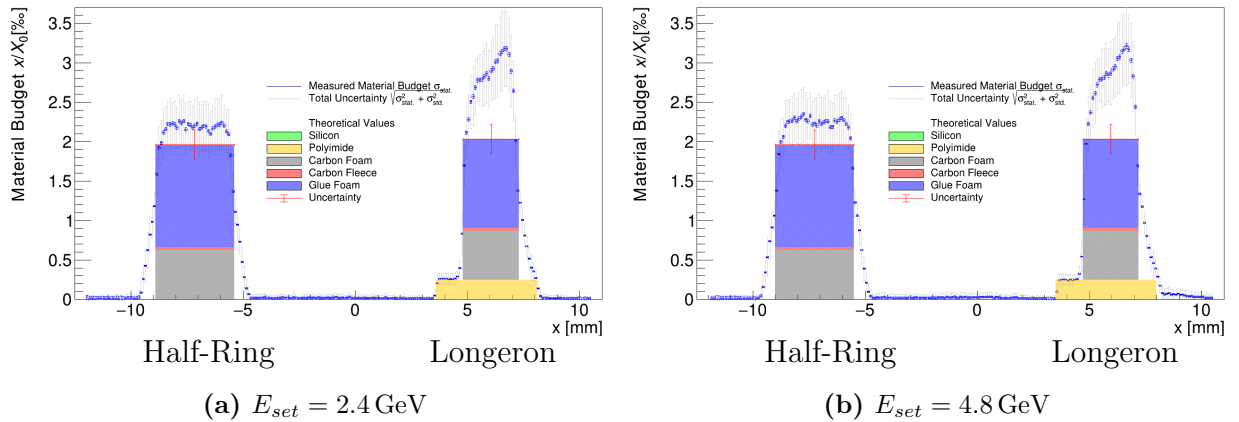 Material Budget x/X₀[‰]
3.5
3
2.5
2
1.5
1
0.5
0
Measured Material Budget σstat.
Total Uncertainty √σ²stat. + σ²std.
Theoretical Values
Silicon
Polyimide
Carbon Foam
Carbon Fleece
Glue Foam
Uncertainty
−10 −5 0 5 10
x [mm]
Half-Ring Longeron
(a) E_set = 2.4 GeV
Material Budget x/X₀[‰]
3.5
3
2.5
2
1.5
1
0.5
0
Measured Material Budget σstat.
Total Uncertainty √σ²stat. + σ²std.
Theoretical Values
Silicon
Polyimide
Carbon Foam
Carbon Fleece
Glue Foam
Uncertainty
−10 −5 0 5 10
x [mm]
Half-Ring Longeron
(b) E_set = 4.8 GeV